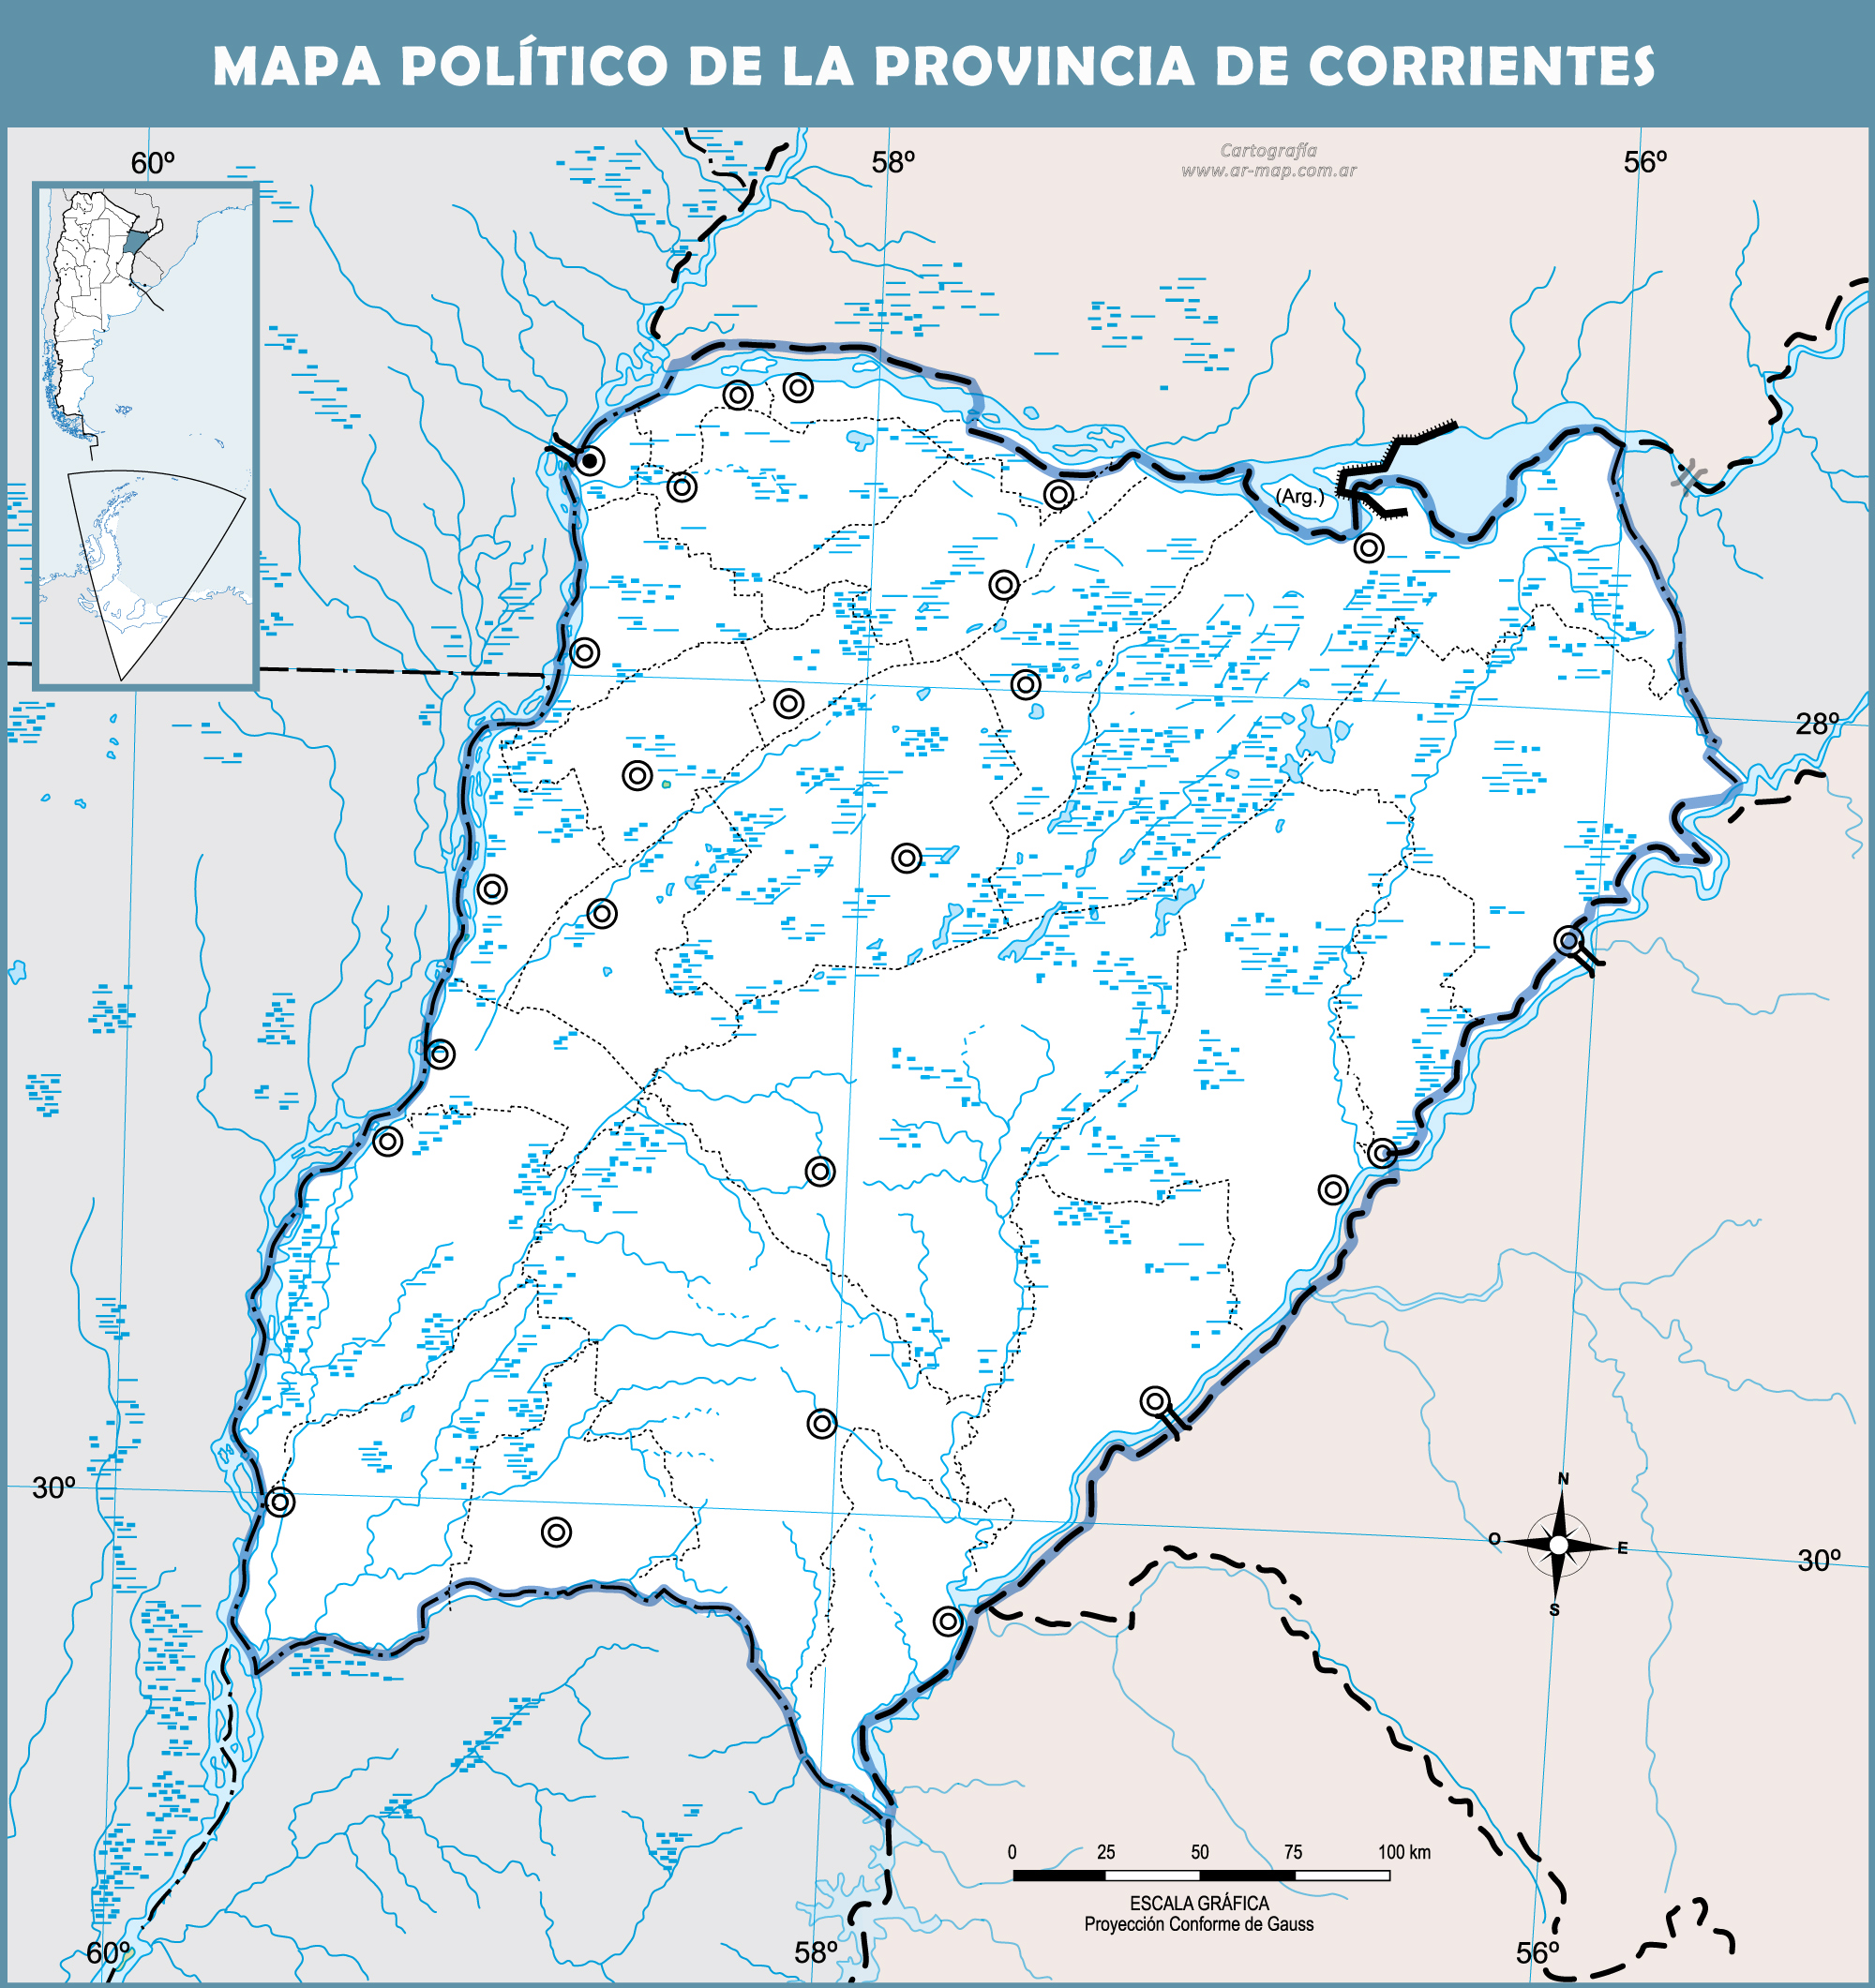 MAPA POLÍTICO DE LA PROVINCIA DE CORRIENTES
60º
58º
56º
Cartografía
www.ar-map.com.ar
(Arg.)
28º
30º
30º
N
O
E
S
0 25 50 75 100 km
ESCALA GRÁFICA
Proyección Conforme de Gauss
60º
58º
56º